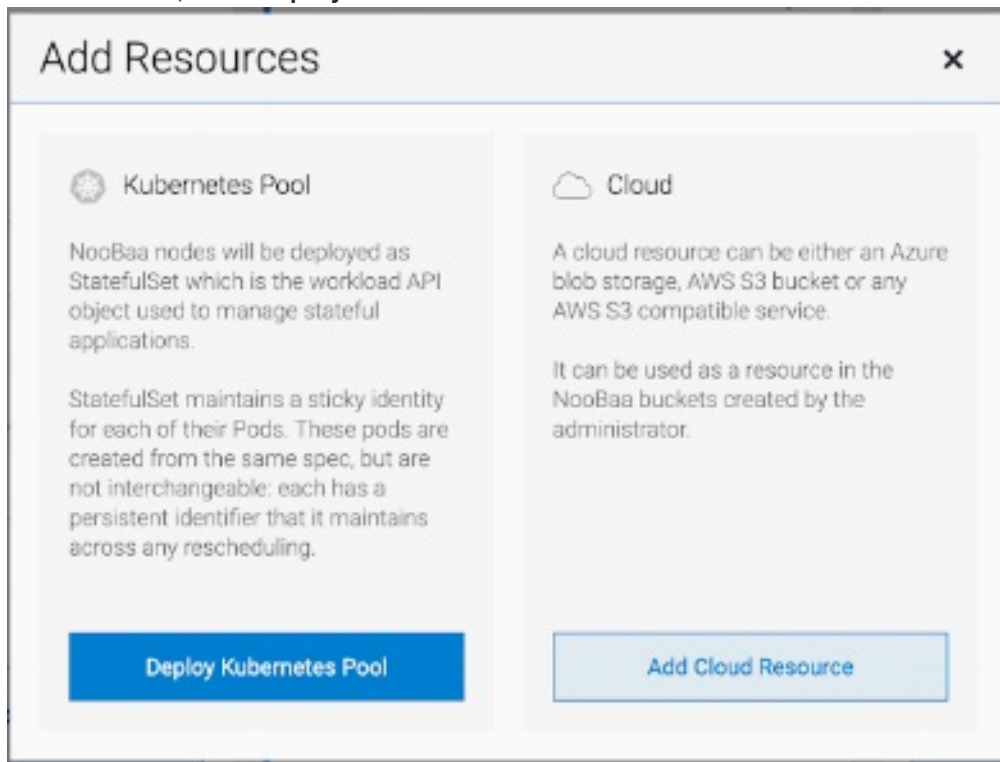 Add Resources
Kubernetes Pool
NooBaa nodes will be deployed as
StatefulSet which is the workload API
object used to manage stateful
applications.
StatefulSet maintains a sticky identity
for each of their Pods. These pods are
created from the same spec, but are
not interchangeable: each has a
persistent identifier that it maintains
across any rescheduling.
Deploy Kubernetes Pool
Cloud
A cloud resource can be either an Azure
blob storage, AWS S3 bucket or any
AWS S3 compatible service.
It can be used as a resource in the
NooBaa buckets created by the
administrator.
Add Cloud Resource